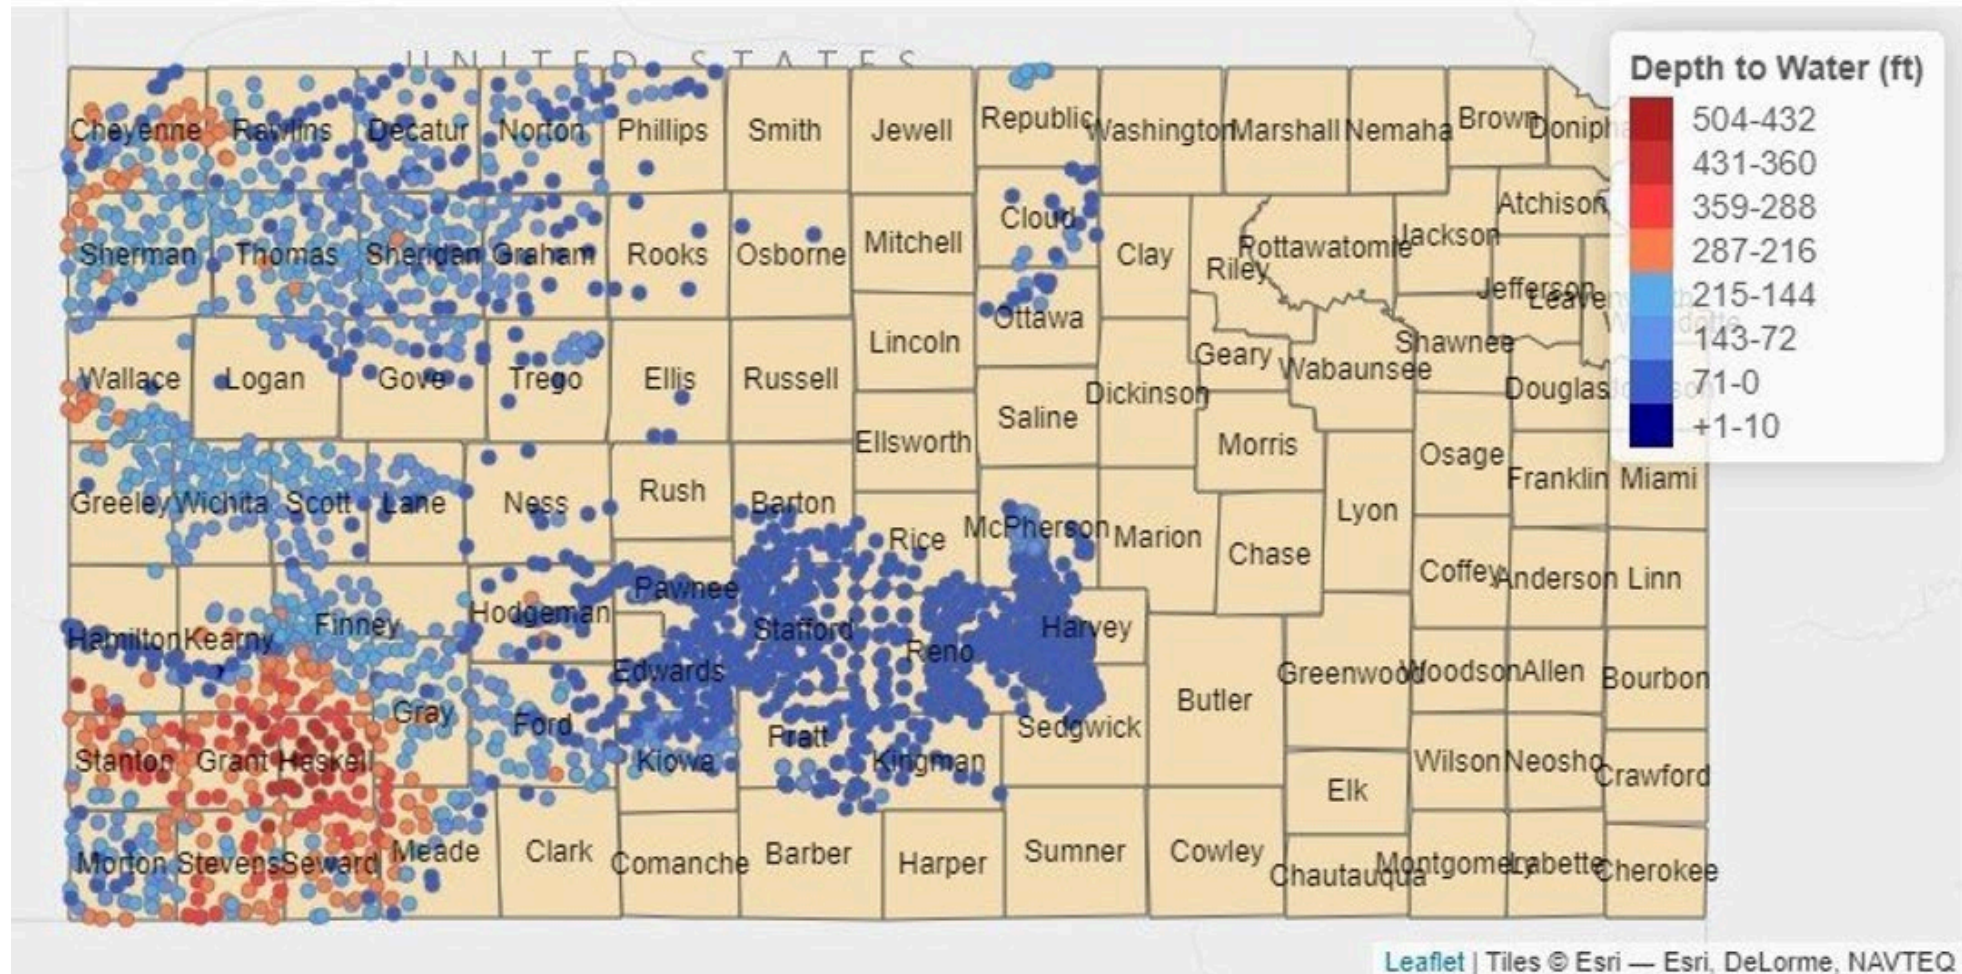 UNITED STATES
Depth to Water (ft)
504-432
431-360
359-288
287-216
215-144
143-72
71-0
+1-10
Cheyenne Rawlins Decatur Norton Phillips Smith Jewell Republic Washington Marshall Nemaha Brown Doniph
Atchison
Sherman Thomas Sheridan Graham Rooks Osborne Mitchell Cloud Clay Riley Pottawatomie Jackson
Jefferson
Leaven
Wallace Logan Gove Trego Ellis Russell Lincoln Ottawa Geary Wabaunsee Shawnee
Douglas
Saline Dickinson
Ellsworth Morris Osage
Franklin Miami
Greeley Wichita Scott Lane Ness Rush Barton Rice McPherson Marion Chase Lyon
Coffey Anderson Linn
Hamilton Kearny Finney Hodgeman Pawnee Stafford Reno Harvey
Edwards
Greenwood Woodson Allen Bourbon
Gray Ford Butler
Stanton Grant Haskell Kiowa Pratt Kingman Sedgwick
Wilson Neosho Crawford
Elk
Morton Stevens Seward Meade Clark Comanche Barber Harper Sumner Cowley Chautauqua Montgomery Labette Cherokee
Leaflet | Tiles © Esri — Esri, DeLorme, NAVTEQ